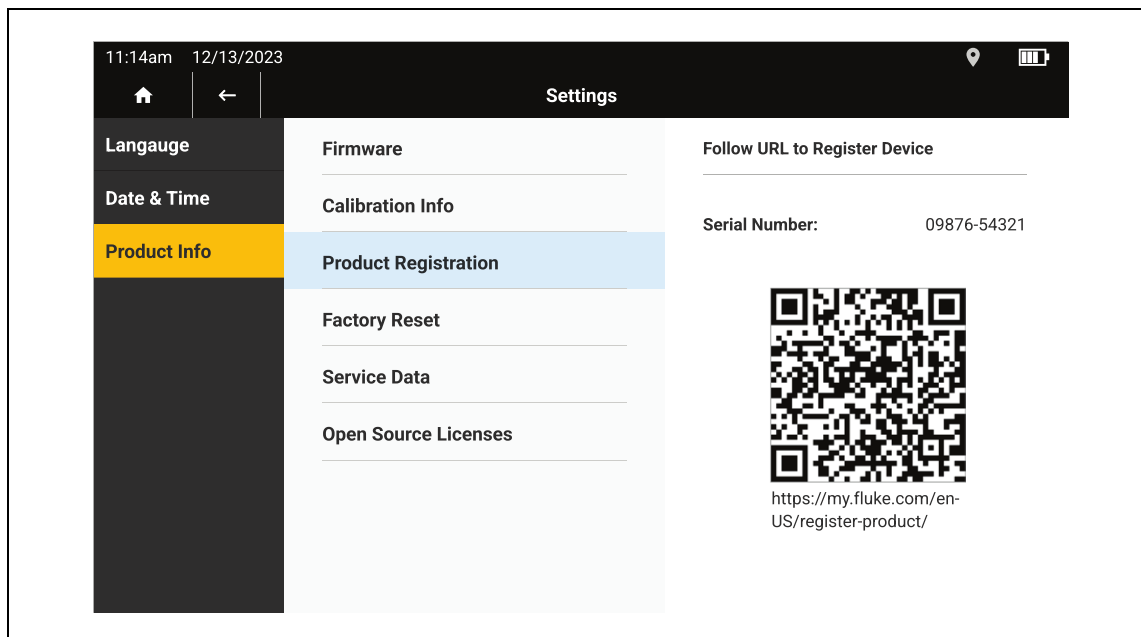 11:14am 12/13/2023
Settings
Langauge
Date & Time
Product Info
Firmware
Calibration Info
Product Registration
Factory Reset
Service Data
Open Source Licenses
Follow URL to Register Device
Serial Number: 09876-54321
https://my.fluke.com/en-
US/register-product/